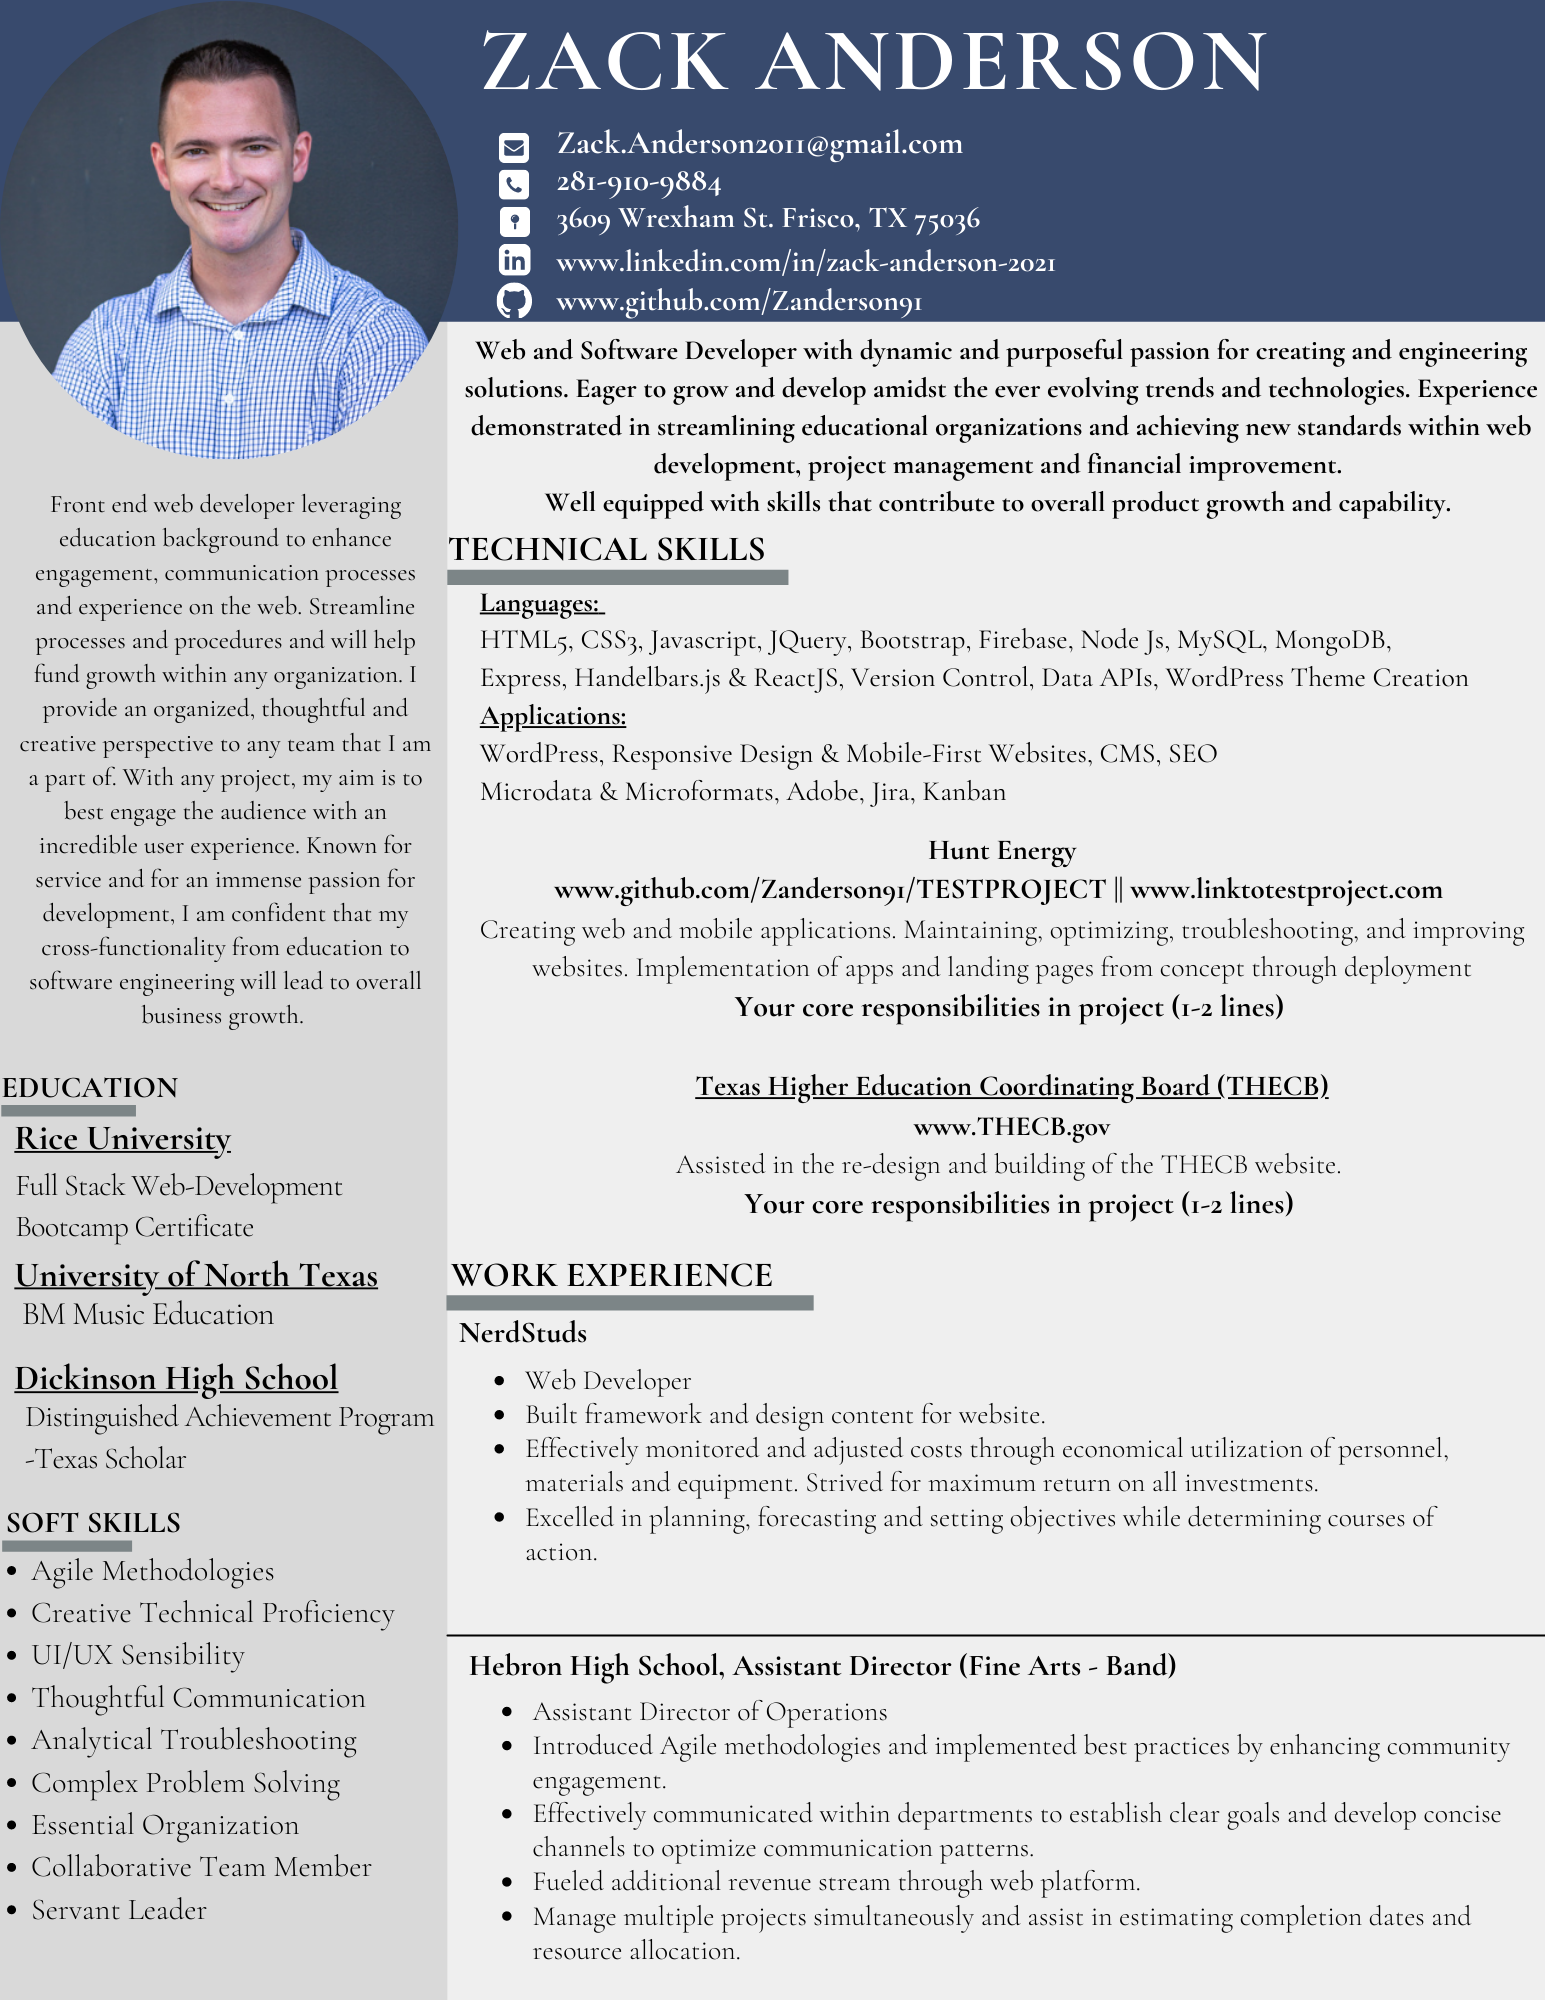 ZACK ANDERSON
Zack.Anderson2011@gmail.com
281-910-9884
3609 Wrexham St. Frisco, TX 75036
www.linkedin.com/in/zack-anderson-2021
www.github.com/Zanderson91
Web and Software Developer with dynamic and purposeful passion for creating and engineering
solutions. Eager to grow and develop amidst the ever evolving trends and technologies. Experience
demonstrated in streamlining educational organizations and achieving new standards within web
development, project management and financial improvement.
Well equipped with skills that contribute to overall product growth and capability.
Front end web developer leveraging
education background to enhance
engagement, communication processes
and experience on the web. Streamline
processes and procedures and will help
fund growth within any organization. I
provide an organized, thoughtful and
creative perspective to any team that I am
a part of. With any project, my aim is to
best engage the audience with an
incredible user experience. Known for
service and for an immense passion for
development, I am confident that my
cross-functionality from education to
software engineering will lead to overall
business growth.
EDUCATION
Rice University
Full Stack Web-Development
Bootcamp Certificate
University of North Texas
BM Music Education
Dickinson High School
Distinguished Achievement Program
-Texas Scholar
SOFT SKILLS
• Agile Methodologies
• Creative Technical Proficiency
• UI/UX Sensibility
• Thoughtful Communication
• Analytical Troubleshooting
• Complex Problem Solving
• Essential Organization
• Collaborative Team Member
• Servant Leader
TECHNICAL SKILLS
Languages:
HTML5, CSS3, Javascript, JQuery, Bootstrap, Firebase, Node Js, MySQL, MongoDB,
Express, Handelbars.js & ReactJS, Version Control, Data APIs, WordPress Theme Creation
Applications:
WordPress, Responsive Design & Mobile-First Websites, CMS, SEO
Microdata & Microformats, Adobe, Jira, Kanban
Hunt Energy
www.github.com/Zanderson91/TESTPROJECT || www.linktotestproject.com
Creating web and mobile applications. Maintaining, optimizing, troubleshooting, and improving
websites. Implementation of apps and landing pages from concept through deployment
Your core responsibilities in project (1-2 lines)
Texas Higher Education Coordinating Board (THECB)
www.THECB.gov
Assisted in the re-design and building of the THECB website.
Your core responsibilities in project (1-2 lines)
WORK EXPERIENCE
NerdStuds
• Web Developer
• Built framework and design content for website.
• Effectively monitored and adjusted costs through economical utilization of personnel,
materials and equipment. Strived for maximum return on all investments.
• Excelled in planning, forecasting and setting objectives while determining courses of
action.
Hebron High School, Assistant Director (Fine Arts - Band)
• Assistant Director of Operations
• Introduced Agile methodologies and implemented best practices by enhancing community
engagement.
• Effectively communicated within departments to establish clear goals and develop concise
channels to optimize communication patterns.
• Fueled additional revenue stream through web platform.
• Manage multiple projects simultaneously and assist in estimating completion dates and
resource allocation.